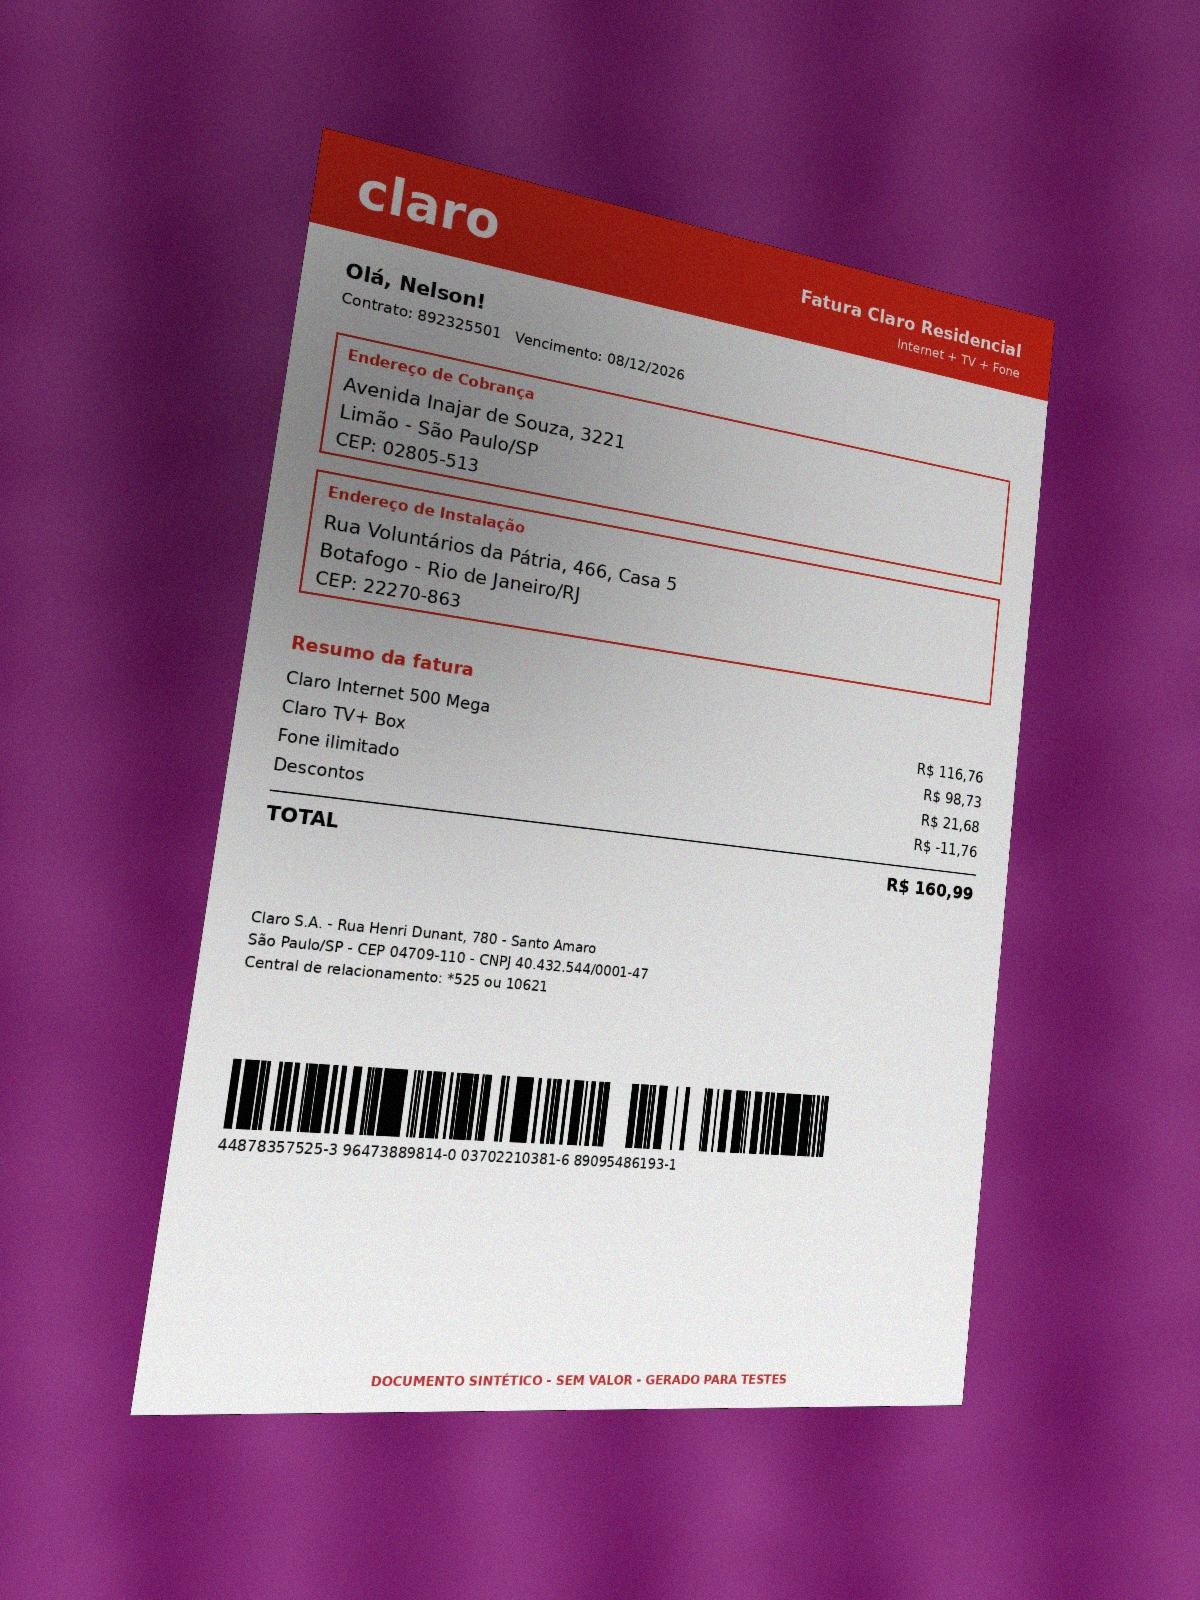 claro
Fatura Claro Residencial
Internet + TV + Fone
Olá, Nelson!
Contrato: 892325501 Vencimento: 08/12/2026
Endereço de Cobrança
Avenida Inajar de Souza, 3221
Limão - São Paulo/SP
CEP: 02805-513
Endereço de Instalação
Rua Voluntários da Pátria, 466, Casa 5
Botafogo - Rio de Janeiro/RJ
CEP: 22270-863
Resumo da fatura
Claro Internet 500 Mega R$ 116,76
Claro TV+ Box R$ 98,73
Fone ilimitado R$ 21,68
Descontos R$ -11,76
TOTAL R$ 160,99
Claro S.A. - Rua Henri Dunant, 780 - Santo Amaro
São Paulo/SP - CEP 04709-110 - CNPJ 40.432.544/0001-47
Central de relacionamento: *525 ou 10621
44878357525-3 96473889814-0 03702210381-6 89095486193-1
DOCUMENTO SINTÉTICO - SEM VALOR - GERADO PARA TESTES